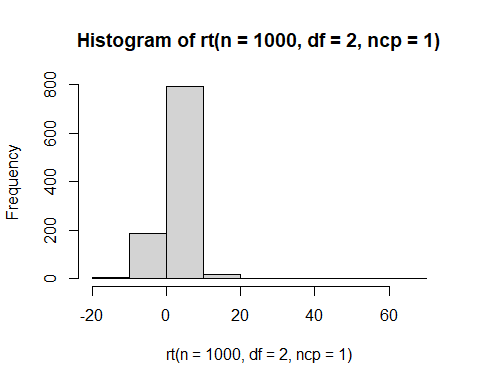 Histogram of rt(n = 1000, df = 2, ncp = 1)
Frequency
800
600
400
200
0
-20 0 20 40 60
rt(n = 1000, df = 2, ncp = 1)